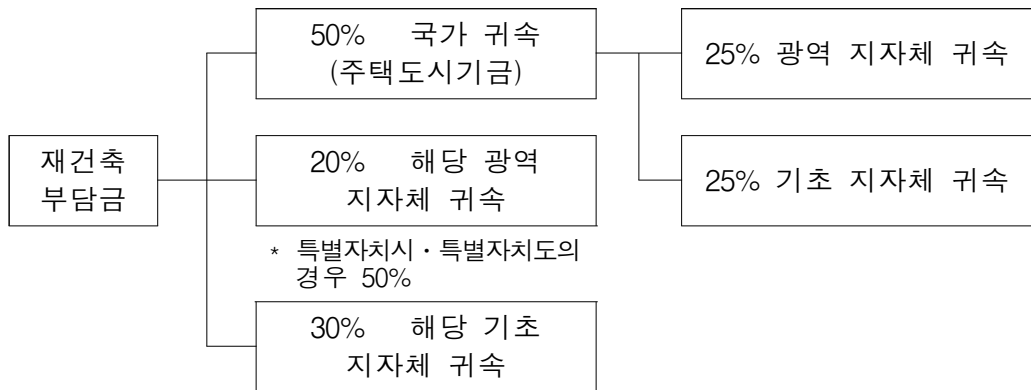 재건축
부담금
50% 국가 귀속
(주택도시기금)
20% 해당 광역
지자체 귀속
* 특별자치시·특별자치도의
경우 50%
30% 해당 기초
지자체 귀속
25% 광역 지자체 귀속
25% 기초 지자체 귀속